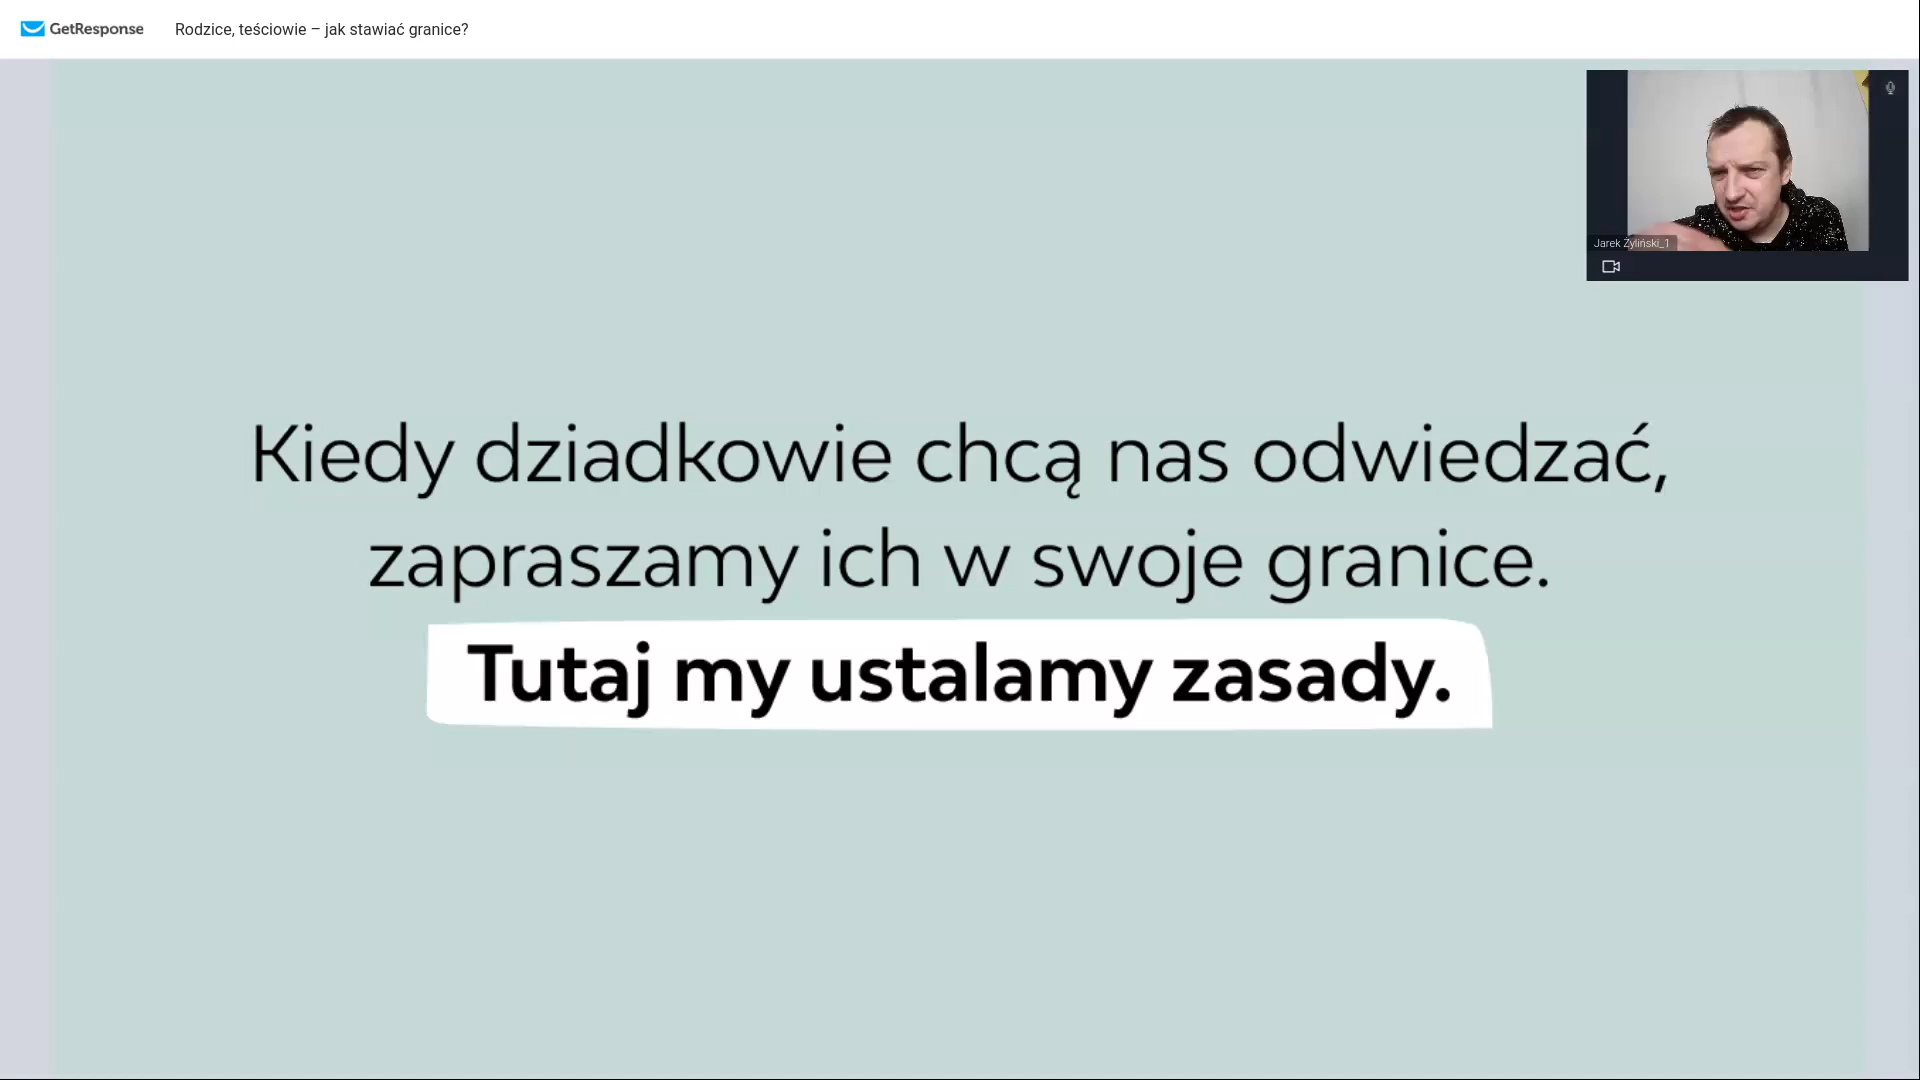 GetResponse
Rodzice, teściowie – jak stawiać granice?
Jarek Żyliński_1
Kiedy dziadkowie chcą nas odwiedzać,
zapraszamy ich w swoje granice.
Tutaj my ustalamy zasady.